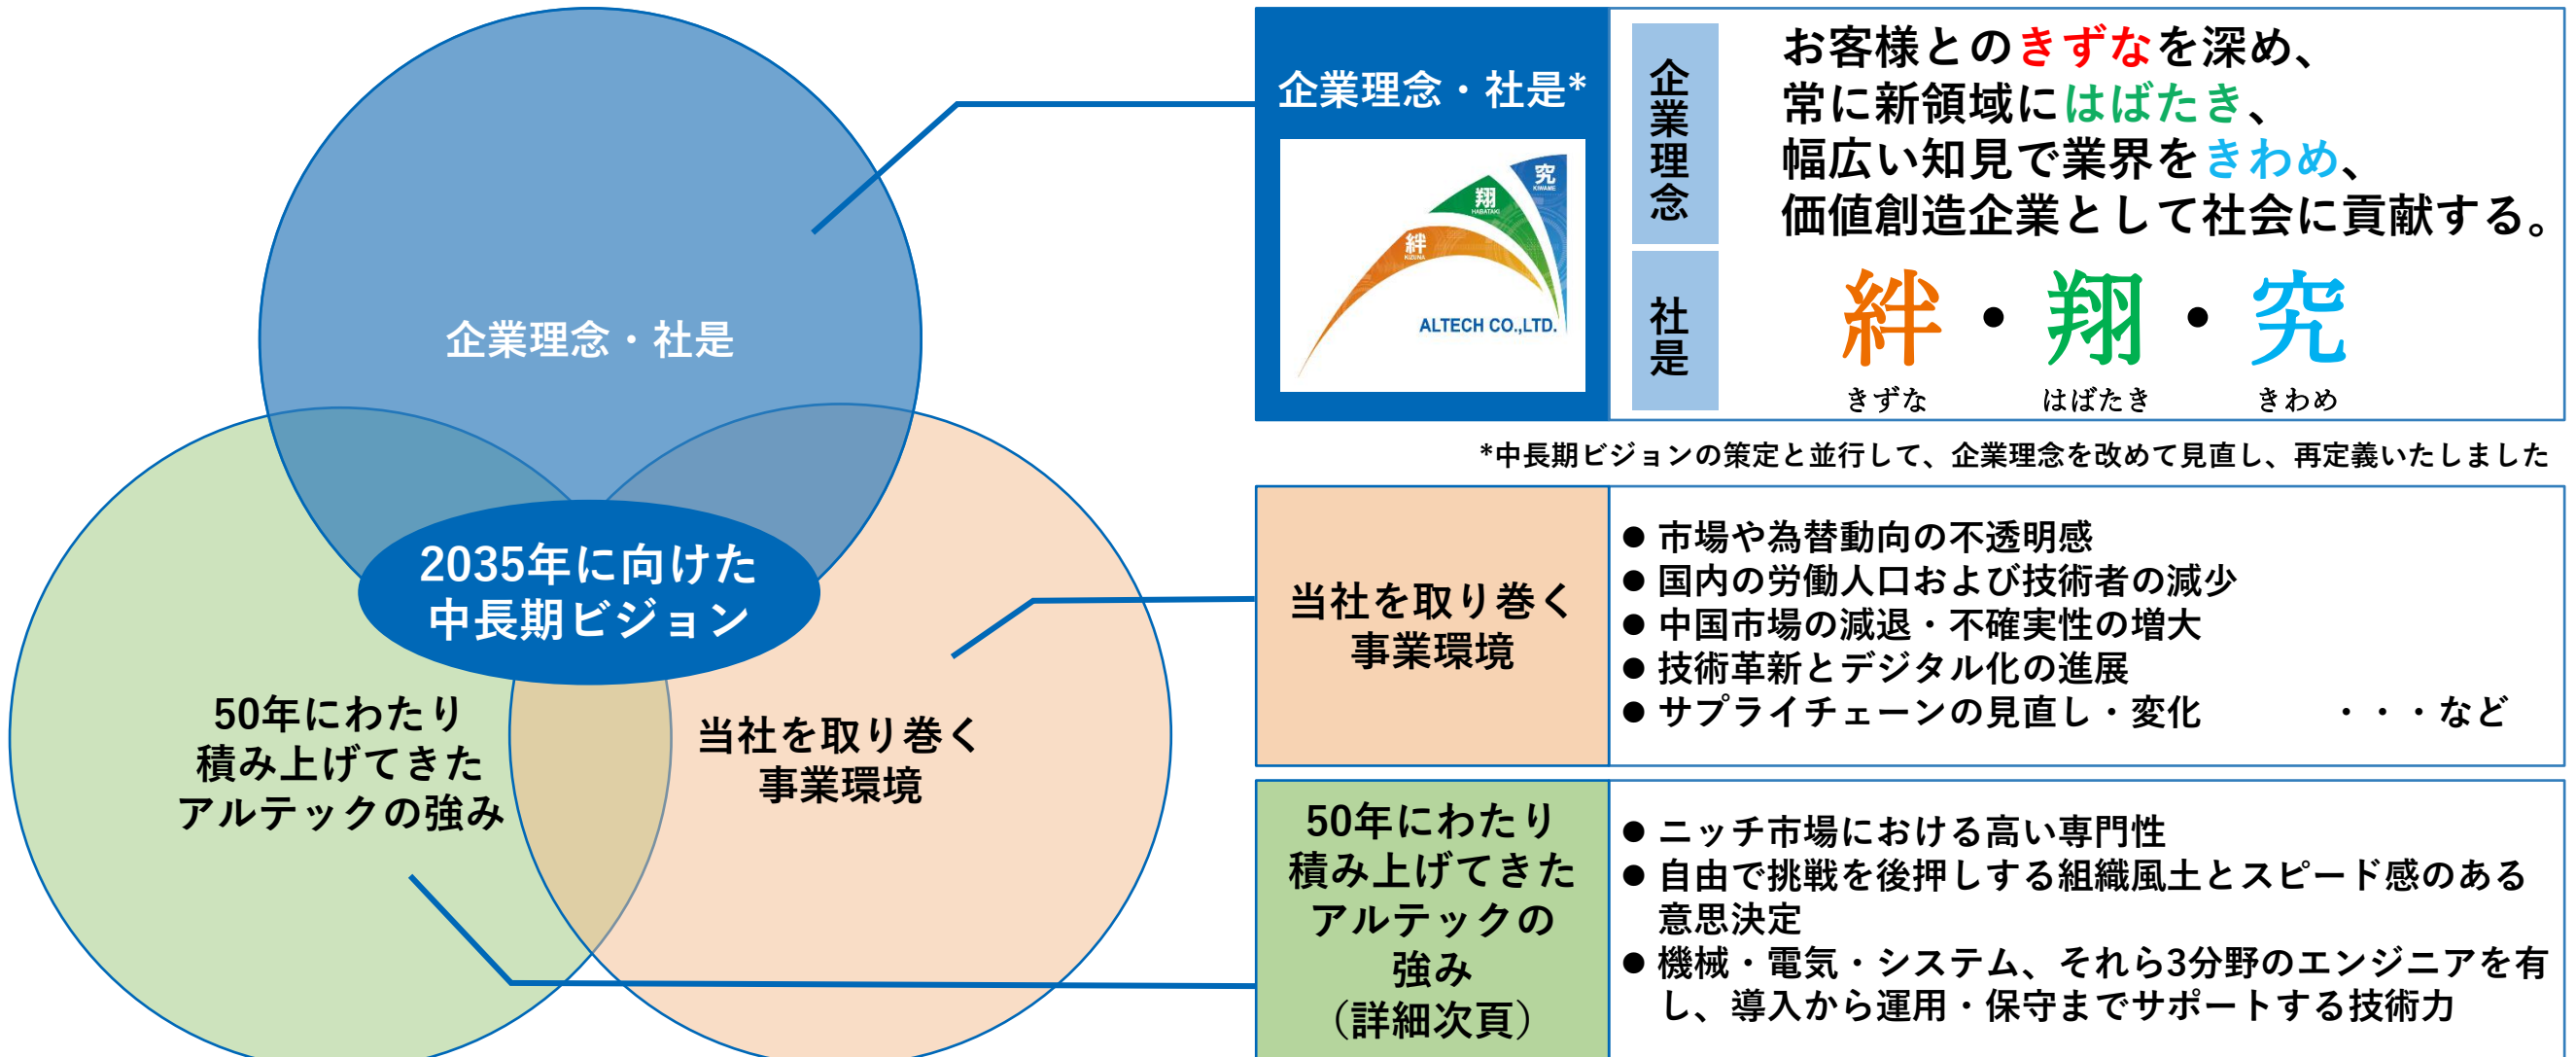 企業理念・社是
2035年に向けた
中長期ビジョン
50年にわたり
積み上げてきた
アルテックの強み
当社を取り巻く
事業環境
企業理念・社是*
絆
KIZUNA
翔
HABATAKI
究
KIWAME
ALTECH CO.,LTD.
企業理念
お客様とのきずなを深め、
常に新領域にはばたき、
幅広い知見で業界をきわめ、
価値創造企業として社会に貢献する。
社是
絆・翔・究
きずな はばたき きわめ
*中長期ビジョンの策定と並行して、企業理念を改めて見直し、再定義いたしました
当社を取り巻く
事業環境
● 市場や為替動向の不透明感
● 国内の労働人口および技術者の減少
● 中国市場の減退・不確実性の増大
● 技術革新とデジタル化の進展
● サプライチェーンの見直し・変化 ・・・など
50年にわたり
積み上げてきた
アルテックの
強み
（詳細次頁）
● ニッチ市場における高い専門性
● 自由で挑戦を後押しする組織風土とスピード感のある
意思決定
● 機械・電気・システム、それら3分野のエンジニアを有
し、導入から運用・保守までサポートする技術力